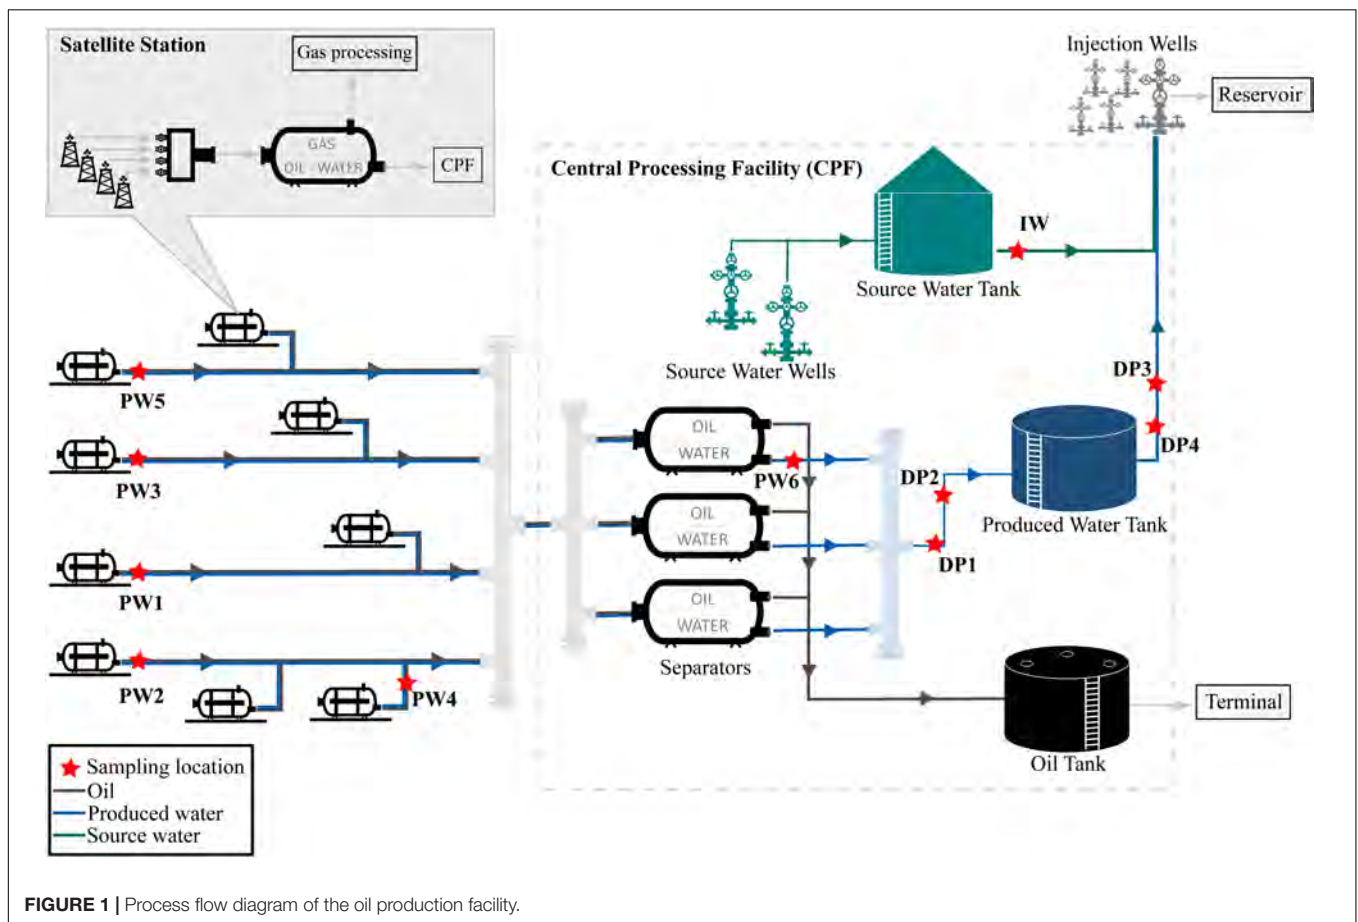 Satellite Station
Gas processing
GAS
OIL - WATER
CPF
Injection Wells
Reservoir
Central Processing Facility (CPF)
IW
Source Water Tank
Source Water Wells
PW5
PW3
PW1
PW2
PW4
OIL
WATER
PW6
OIL
WATER
OIL
WATER
Separators
DP3
DP4
DP2
DP1
Produced Water Tank
Terminal
Oil Tank
Sampling location
Oil
Produced water
Source water
FIGURE 1 | Process flow diagram of the oil production facility.